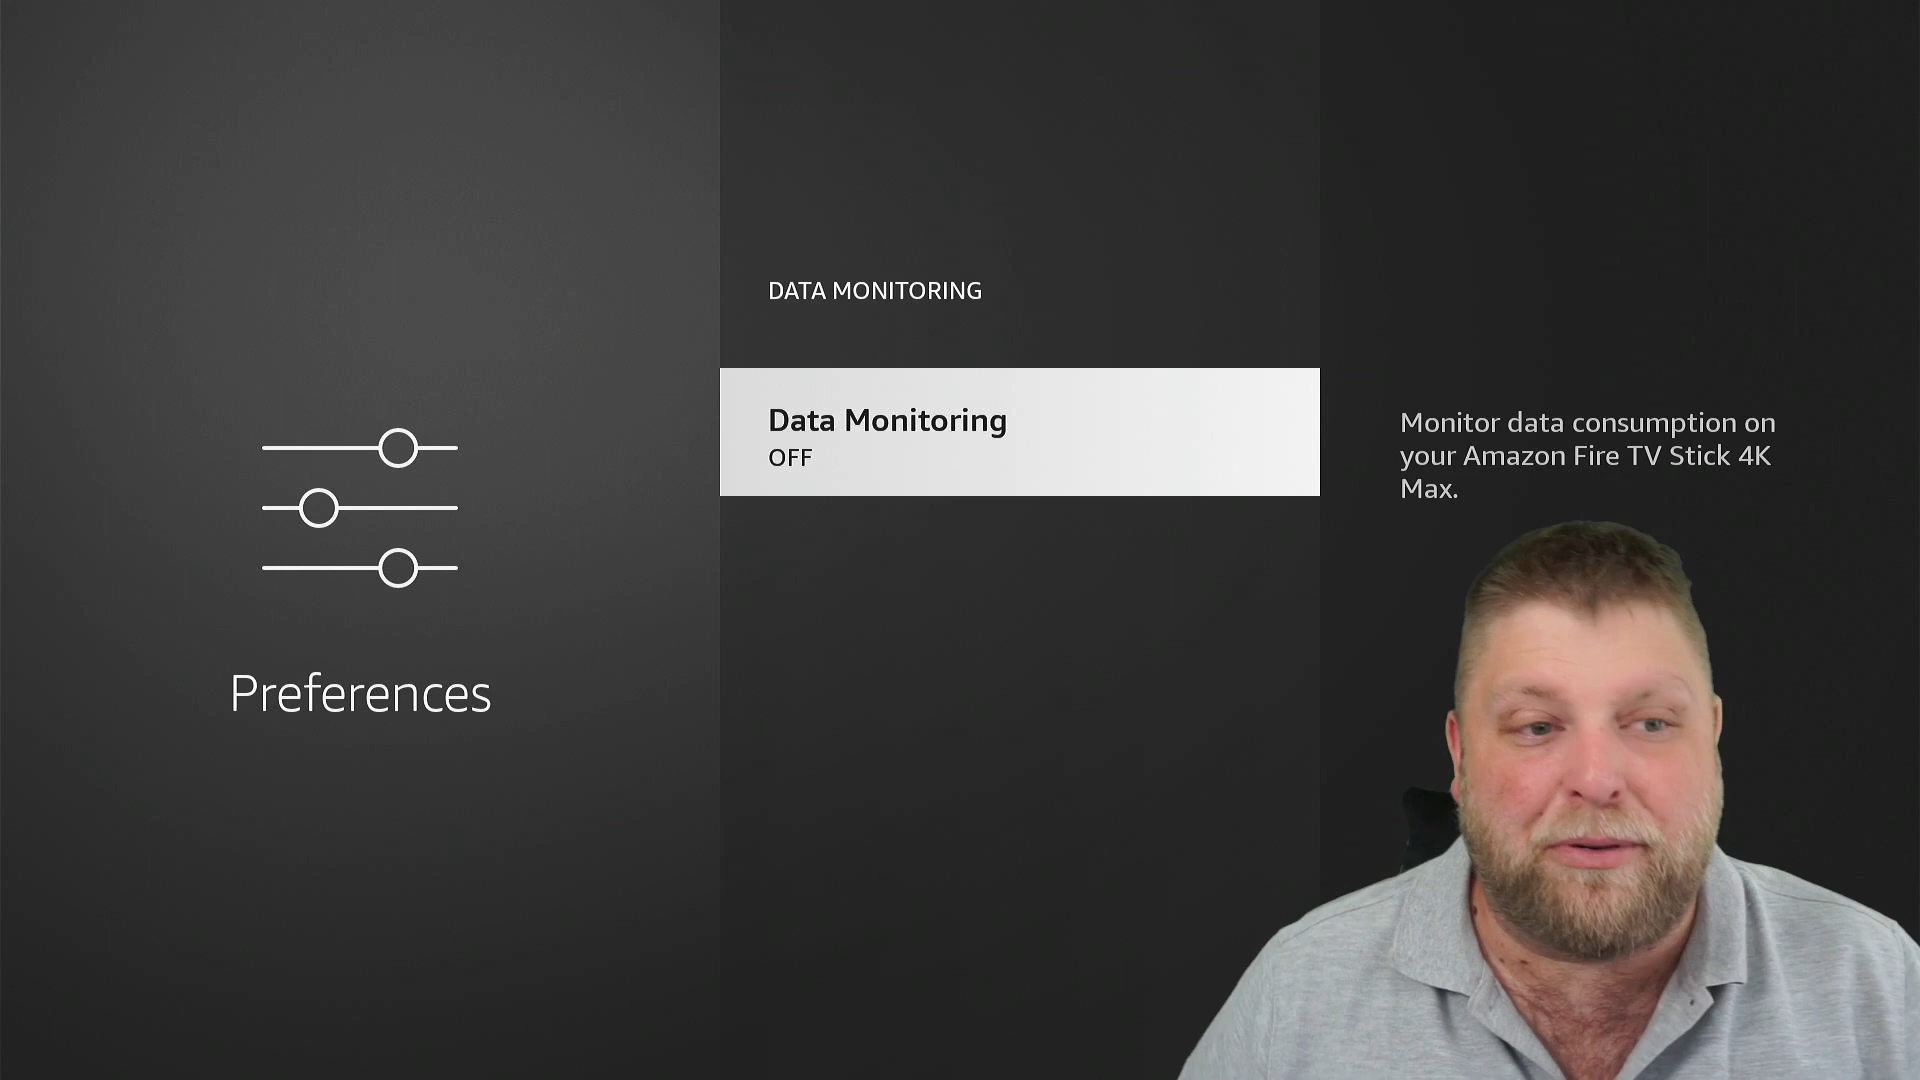 DATA MONITORING
Data Monitoring
OFF
Monitor data consumption on
your Amazon Fire TV Stick 4K
Max.
Preferences